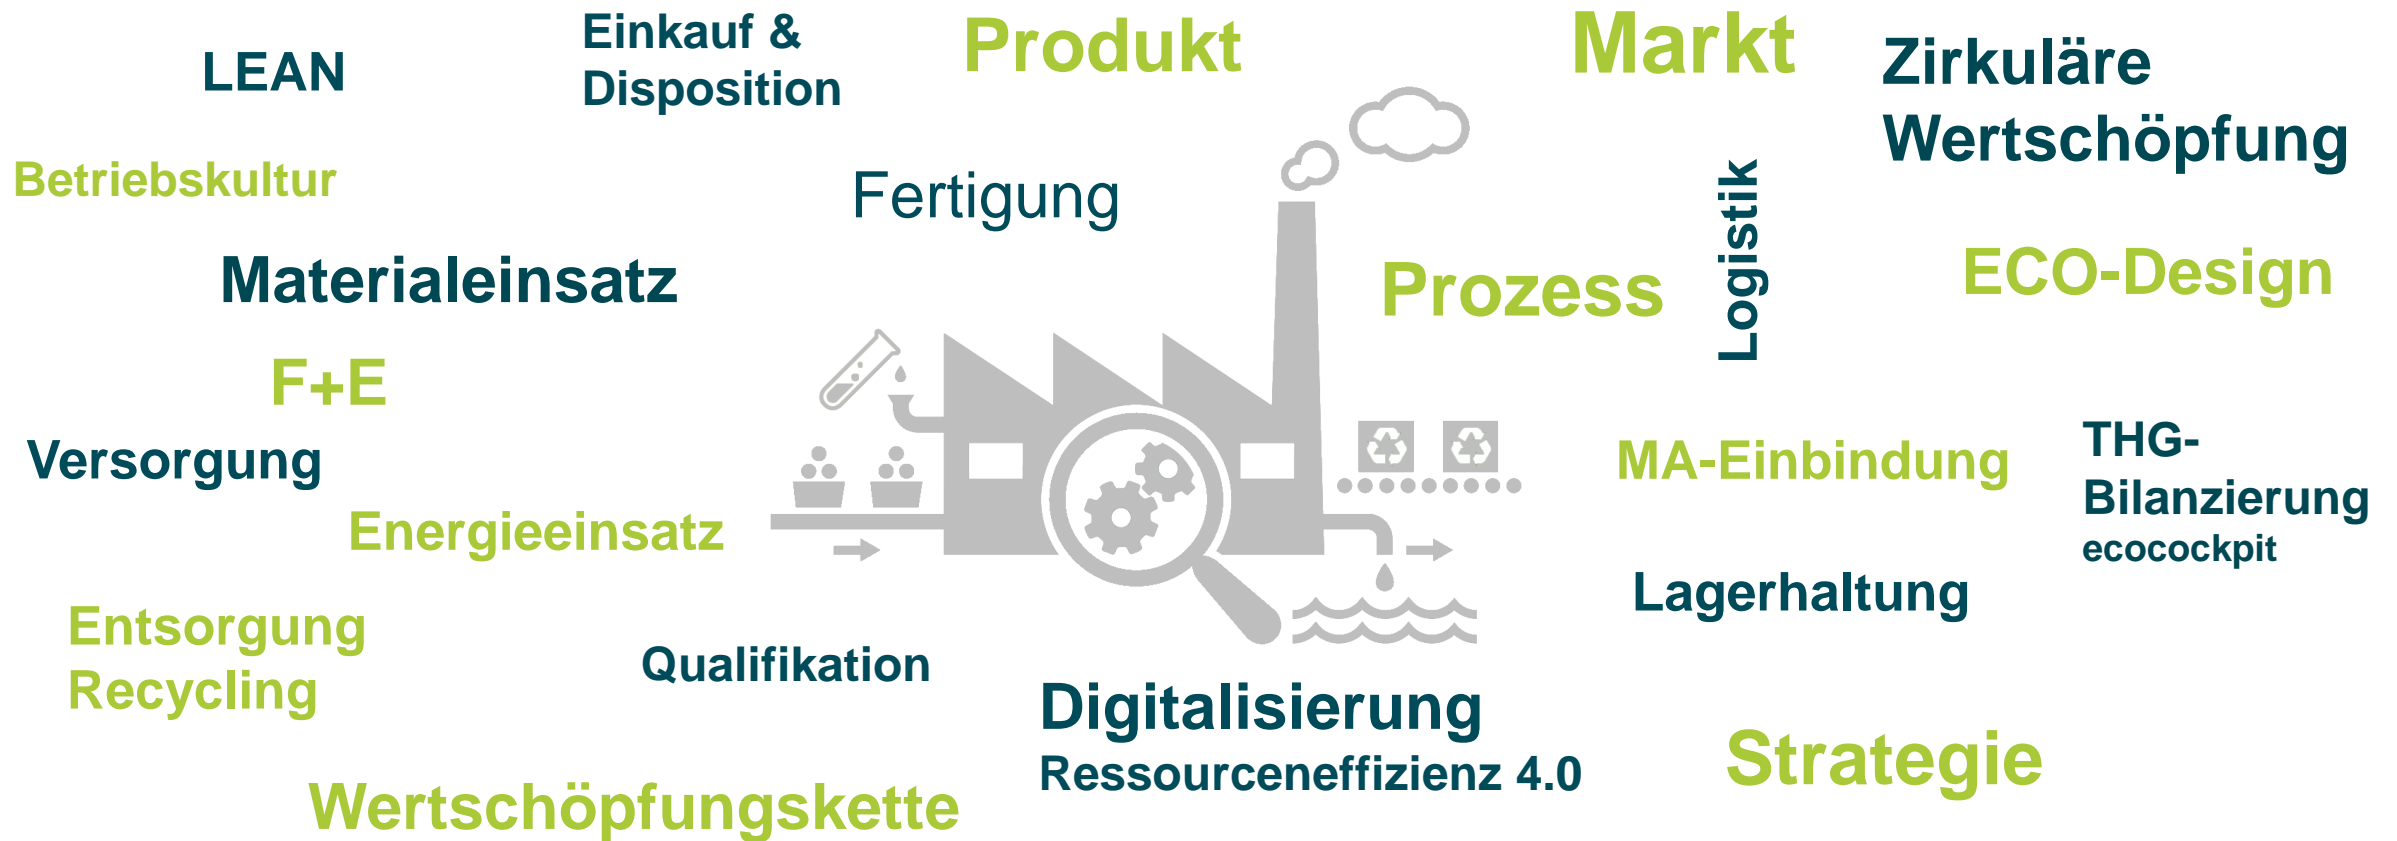 LEAN
Einkauf &
Disposition
Produkt
Markt
Zirkuläre
Wertschöpfung
Betriebskultur
Fertigung
Logistik
Materialeinsatz
Prozess
ECO-Design
F+E
Versorgung
MA-Einbindung
THG-
Bilanzierung
ecocockpit
Energieeinsatz
Lagerhaltung
Entsorgung
Recycling
Qualifikation
Digitalisierung
Ressourceneffizienz 4.0
Strategie
Wertschöpfungskette